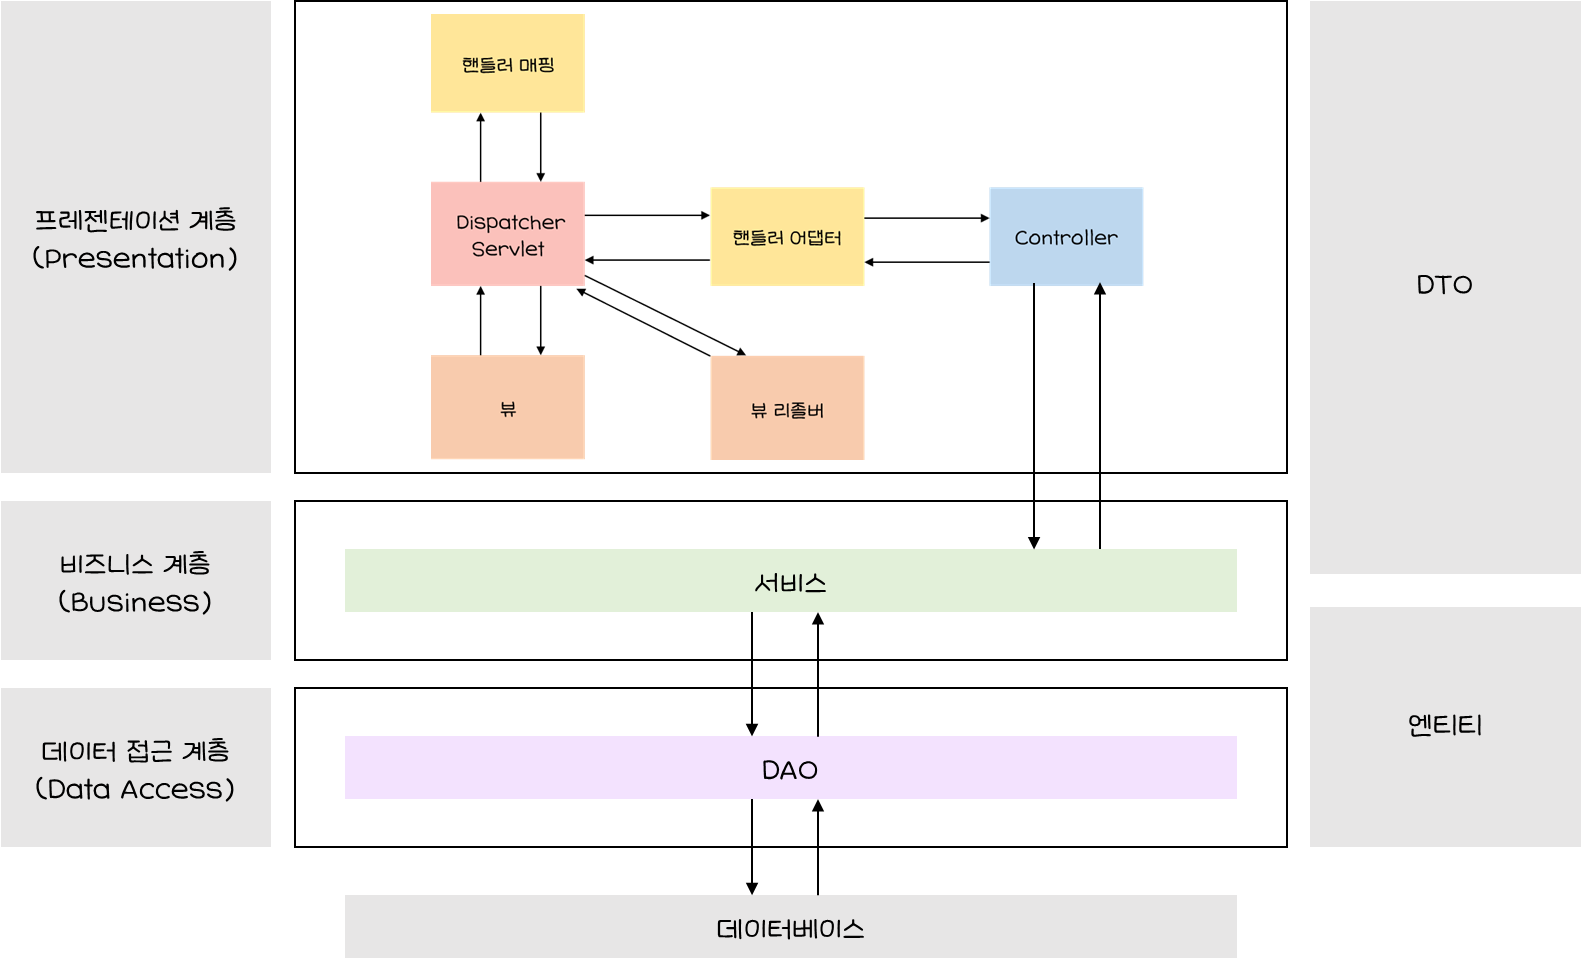 핸들러 매핑
프레젠테이션 계층
(Presentation)
Dispatcher
Servlet
핸들러 어댑터
Controller
DTO
뷰
뷰 리졸버
비즈니스 계층
(Business)
서비스
데이터 접근 계층
(Data Access)
DAO
엔티티
데이터베이스